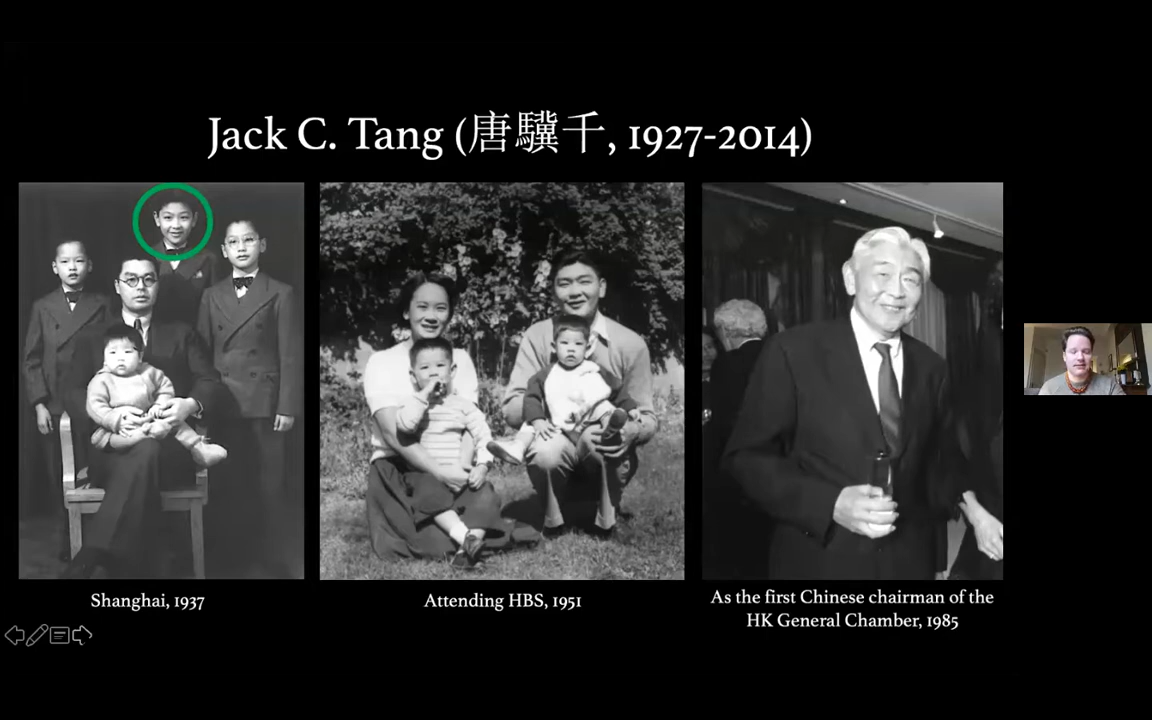 Jack C. Tang (唐驥千, 1927-2014)
Shanghai, 1937
Attending HBS, 1951
As the first Chinese chairman of the
HK General Chamber, 1985